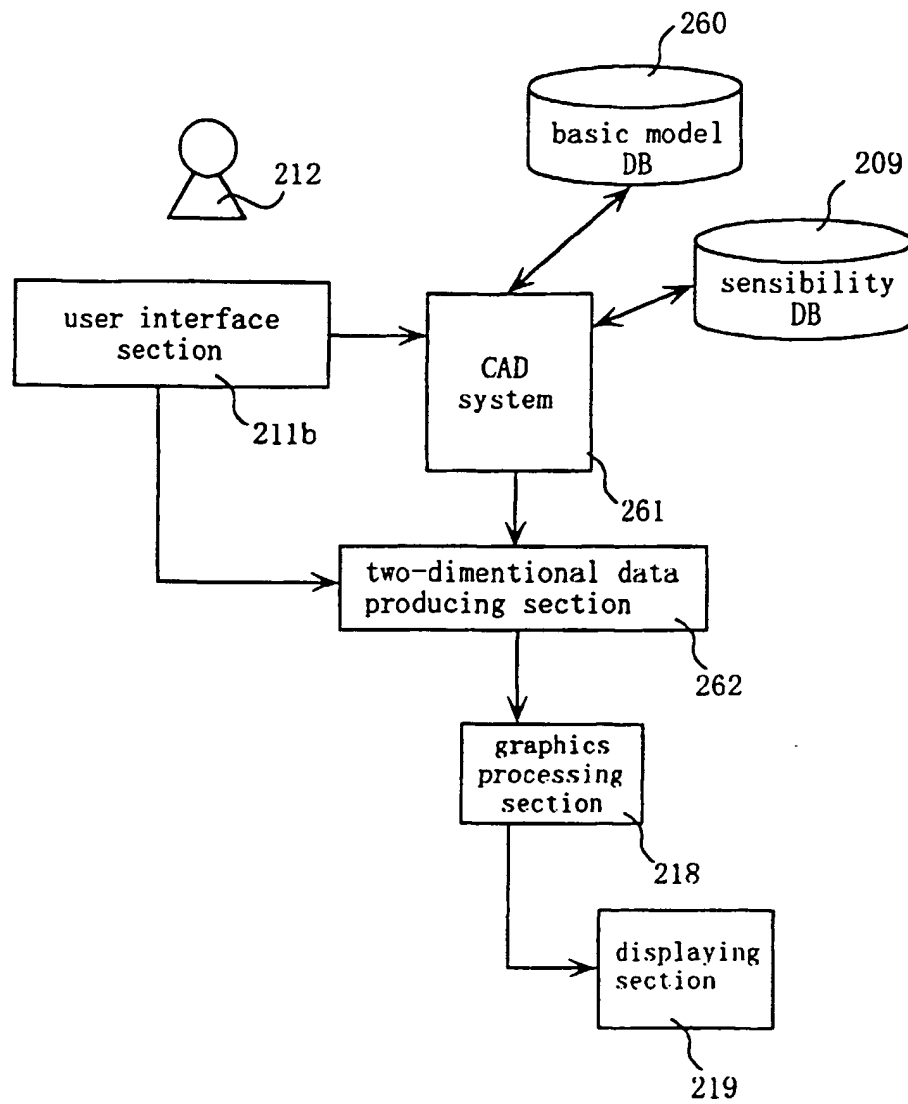 260
basic model
DB
209
212
sensibility
DB
user interface
section
CAD
system
211b
261
two-dimentional data
producing section
262
graphics
processing
section
218
displaying
section
219